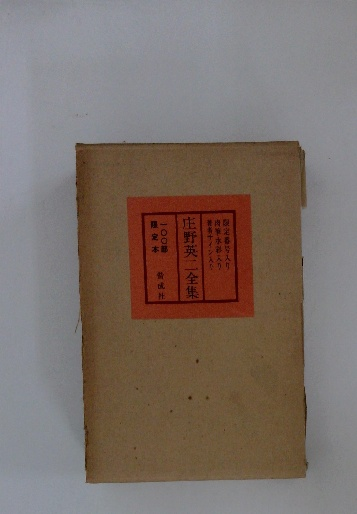 限定番号入り
肉筆水彩入り
著者サイン入り
庄野英二全集
一〇〇部
限定本
偕成社